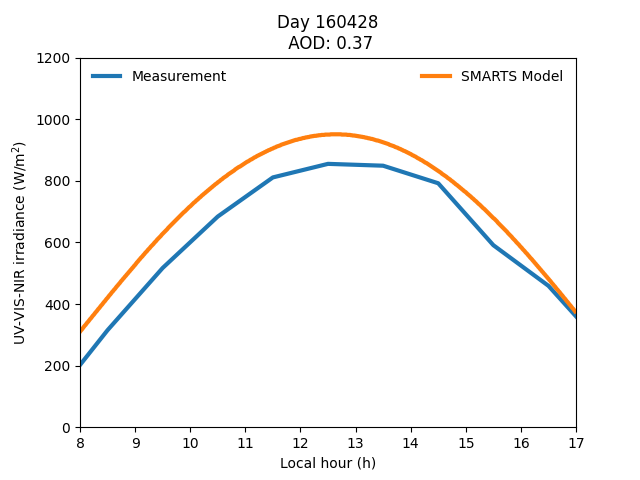 Day 160428
AOD: 0.37
Measurement
SMARTS Model
UV-VIS-NIR irradiance (W/m²)
1200
1000
800
600
400
200
0
8 9 10 11 12 13 14 15 16 17
Local hour (h)